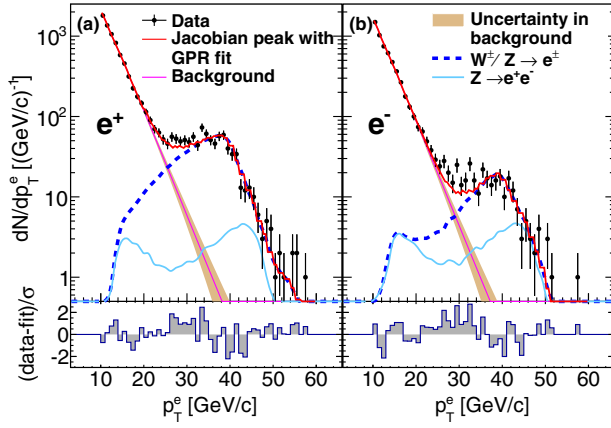 (a) Data
Jacobian peak with
GPR fit
Background
e+
(b) Uncertainty in
background
W±/ Z → e±
Z →e+e-
e-
dN/dpTe [(GeV/c)-1]
10³
10²
10
1
(data-fit)/σ
2
0
-2
10 20 30 40 50 60 10 20 30 40 50 60
pTe [GeV/c] pTe [GeV/c]